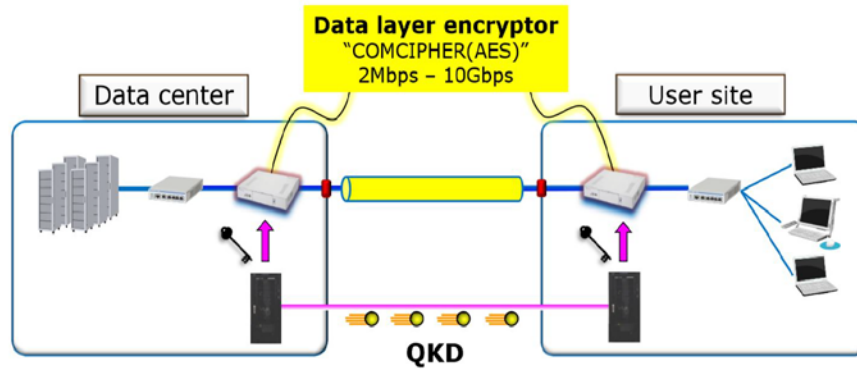 Data layer encryptor
“COMCIPHER(AES)”
2Mbps – 10Gbps
Data center
User site
QKD